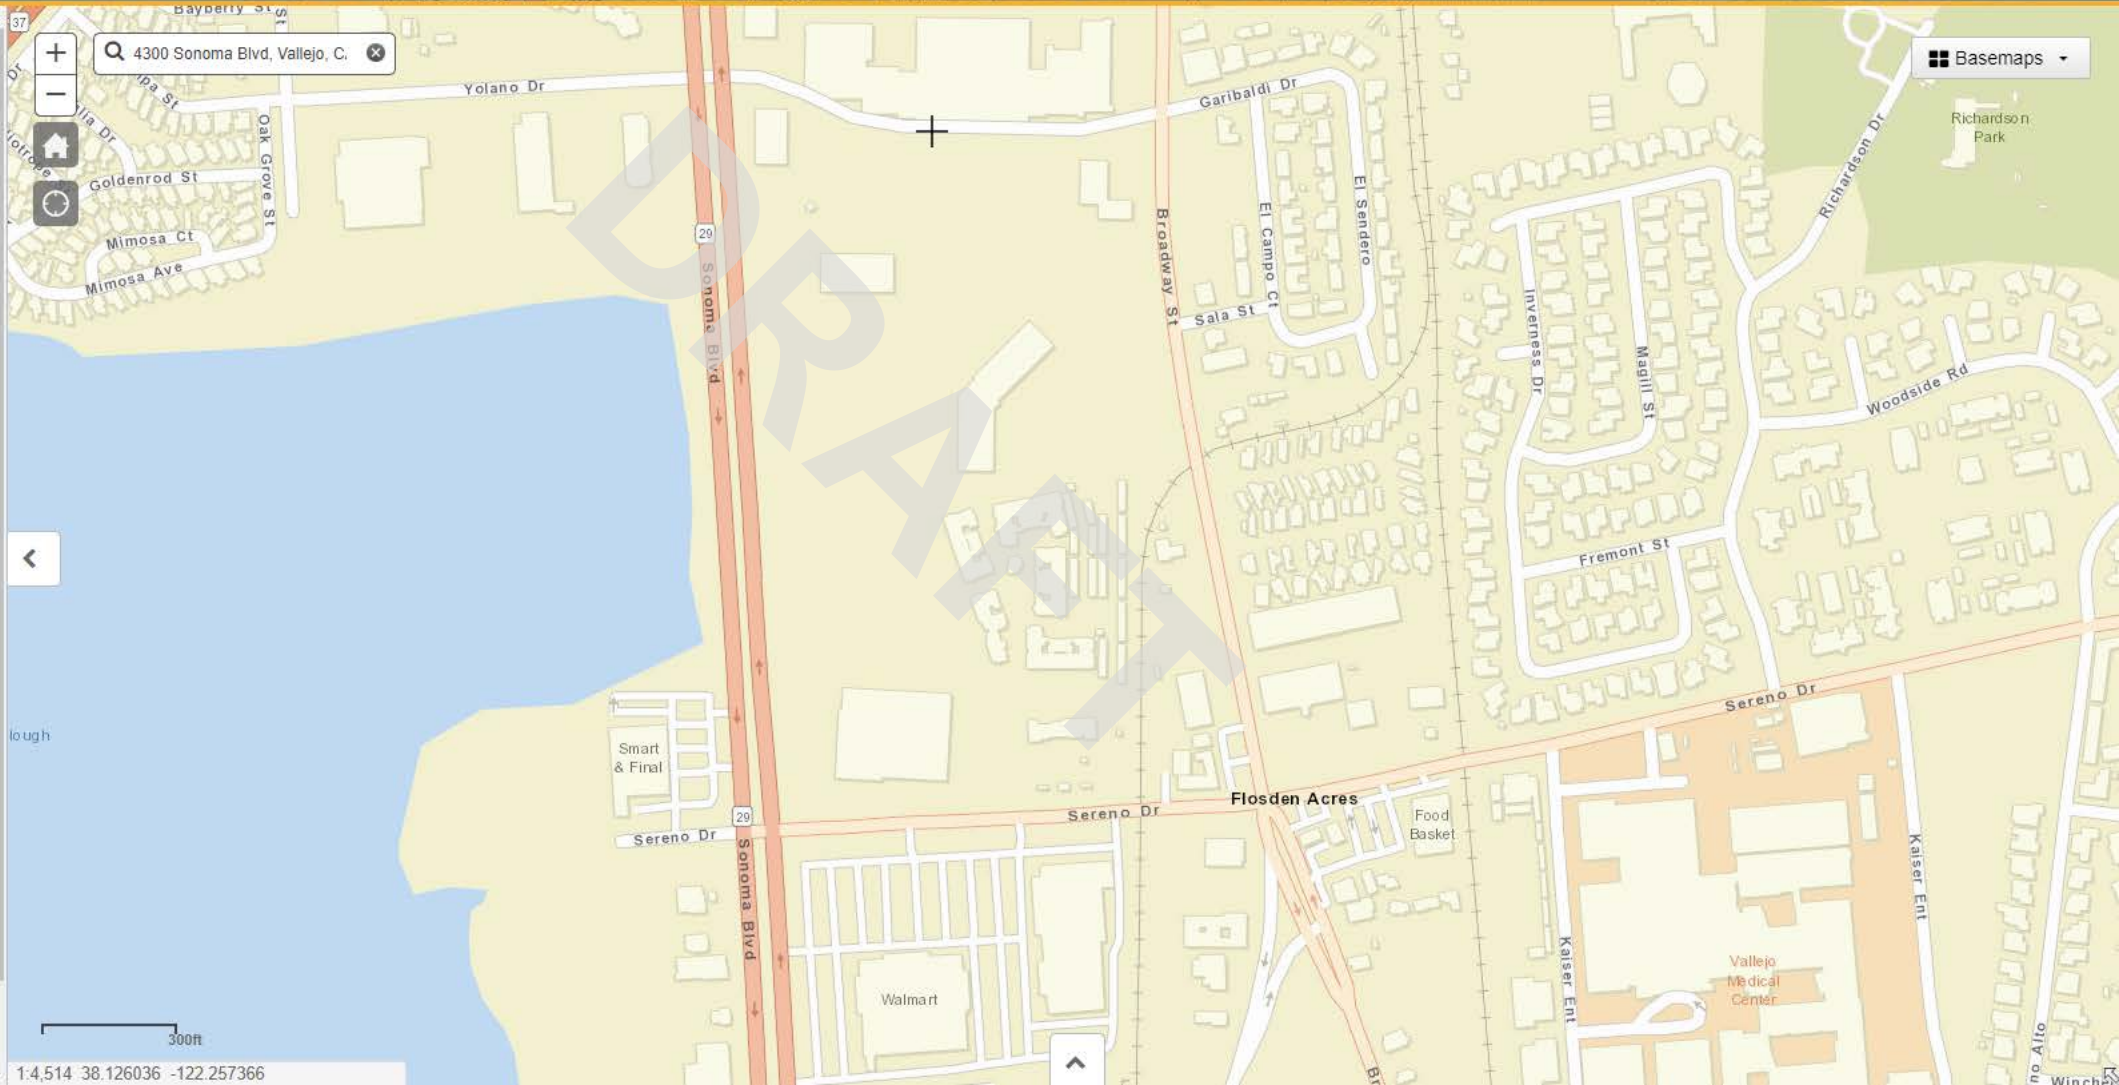 Bayberry St
St
37
4300 Sonoma Blvd, Vallejo, C.
Basemaps
Yolano Dr
Garibaldi Dr
Richardson
Park
Oak Grove St
Goldenrod St
Richardson Dr
29
Sonoma Blvd
Broadway St
El Campo Ct
El Sendero
Mimosa Ct
Mimosa Ave
Sala St
Inverness Dr
Magill St
Woodside Rd
DRAFT
Fremont St
Sereno Dr
lough
Smart
& Final
Flosden Acres
Sereno Dr
29
Sereno Dr
Food
Basket
Sonoma Blvd
Kaiser Ent
Kaiser Ent
Vallejo
Medical
Center
Walmart
300ft
no Alto
Br
1:4,514 38.126036 -122.257366